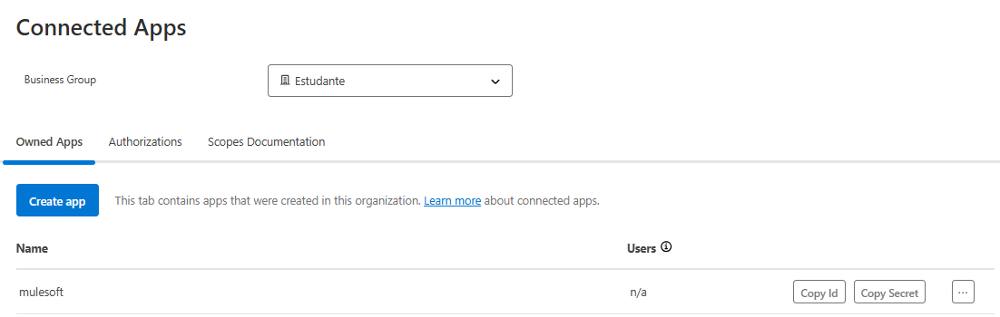 Connected Apps
Business Group
Estudante
Owned Apps Authorizations Scopes Documentation
Create app This tab contains apps that were created in this organization. Learn more about connected apps.
Name Users
mulesoft n/a Copy Id Copy Secret ...